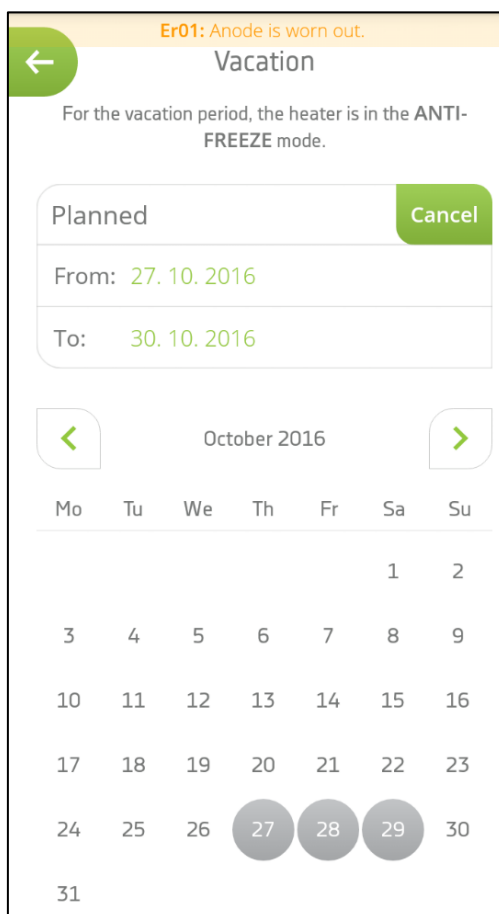 Er01: Anode is worn out.
Vacation
For the vacation period, the heater is in the ANTI-
FREEZE mode.
Planned Cancel
From: 27. 10. 2016
To: 30. 10. 2016
October 2016
Mo Tu We Th Fr Sa Su
1 2
3 4 5 6 7 8 9
10 11 12 13 14 15 16
17 18 19 20 21 22 23
24 25 26 27 28 29 30
31